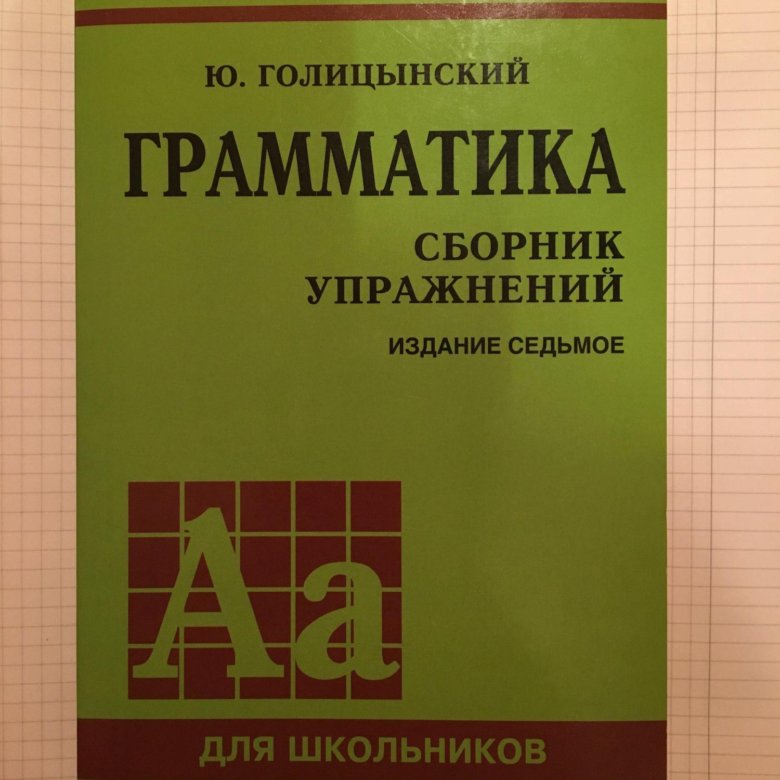 Ю. ГОЛИЦЫНСКИЙ
ГРАММАТИКА
СБОРНИК
УПРАЖНЕНИЙ
ИЗДАНИЕ СЕДЬМОЕ
Aa
ДЛЯ ШКОЛЬНИКОВ